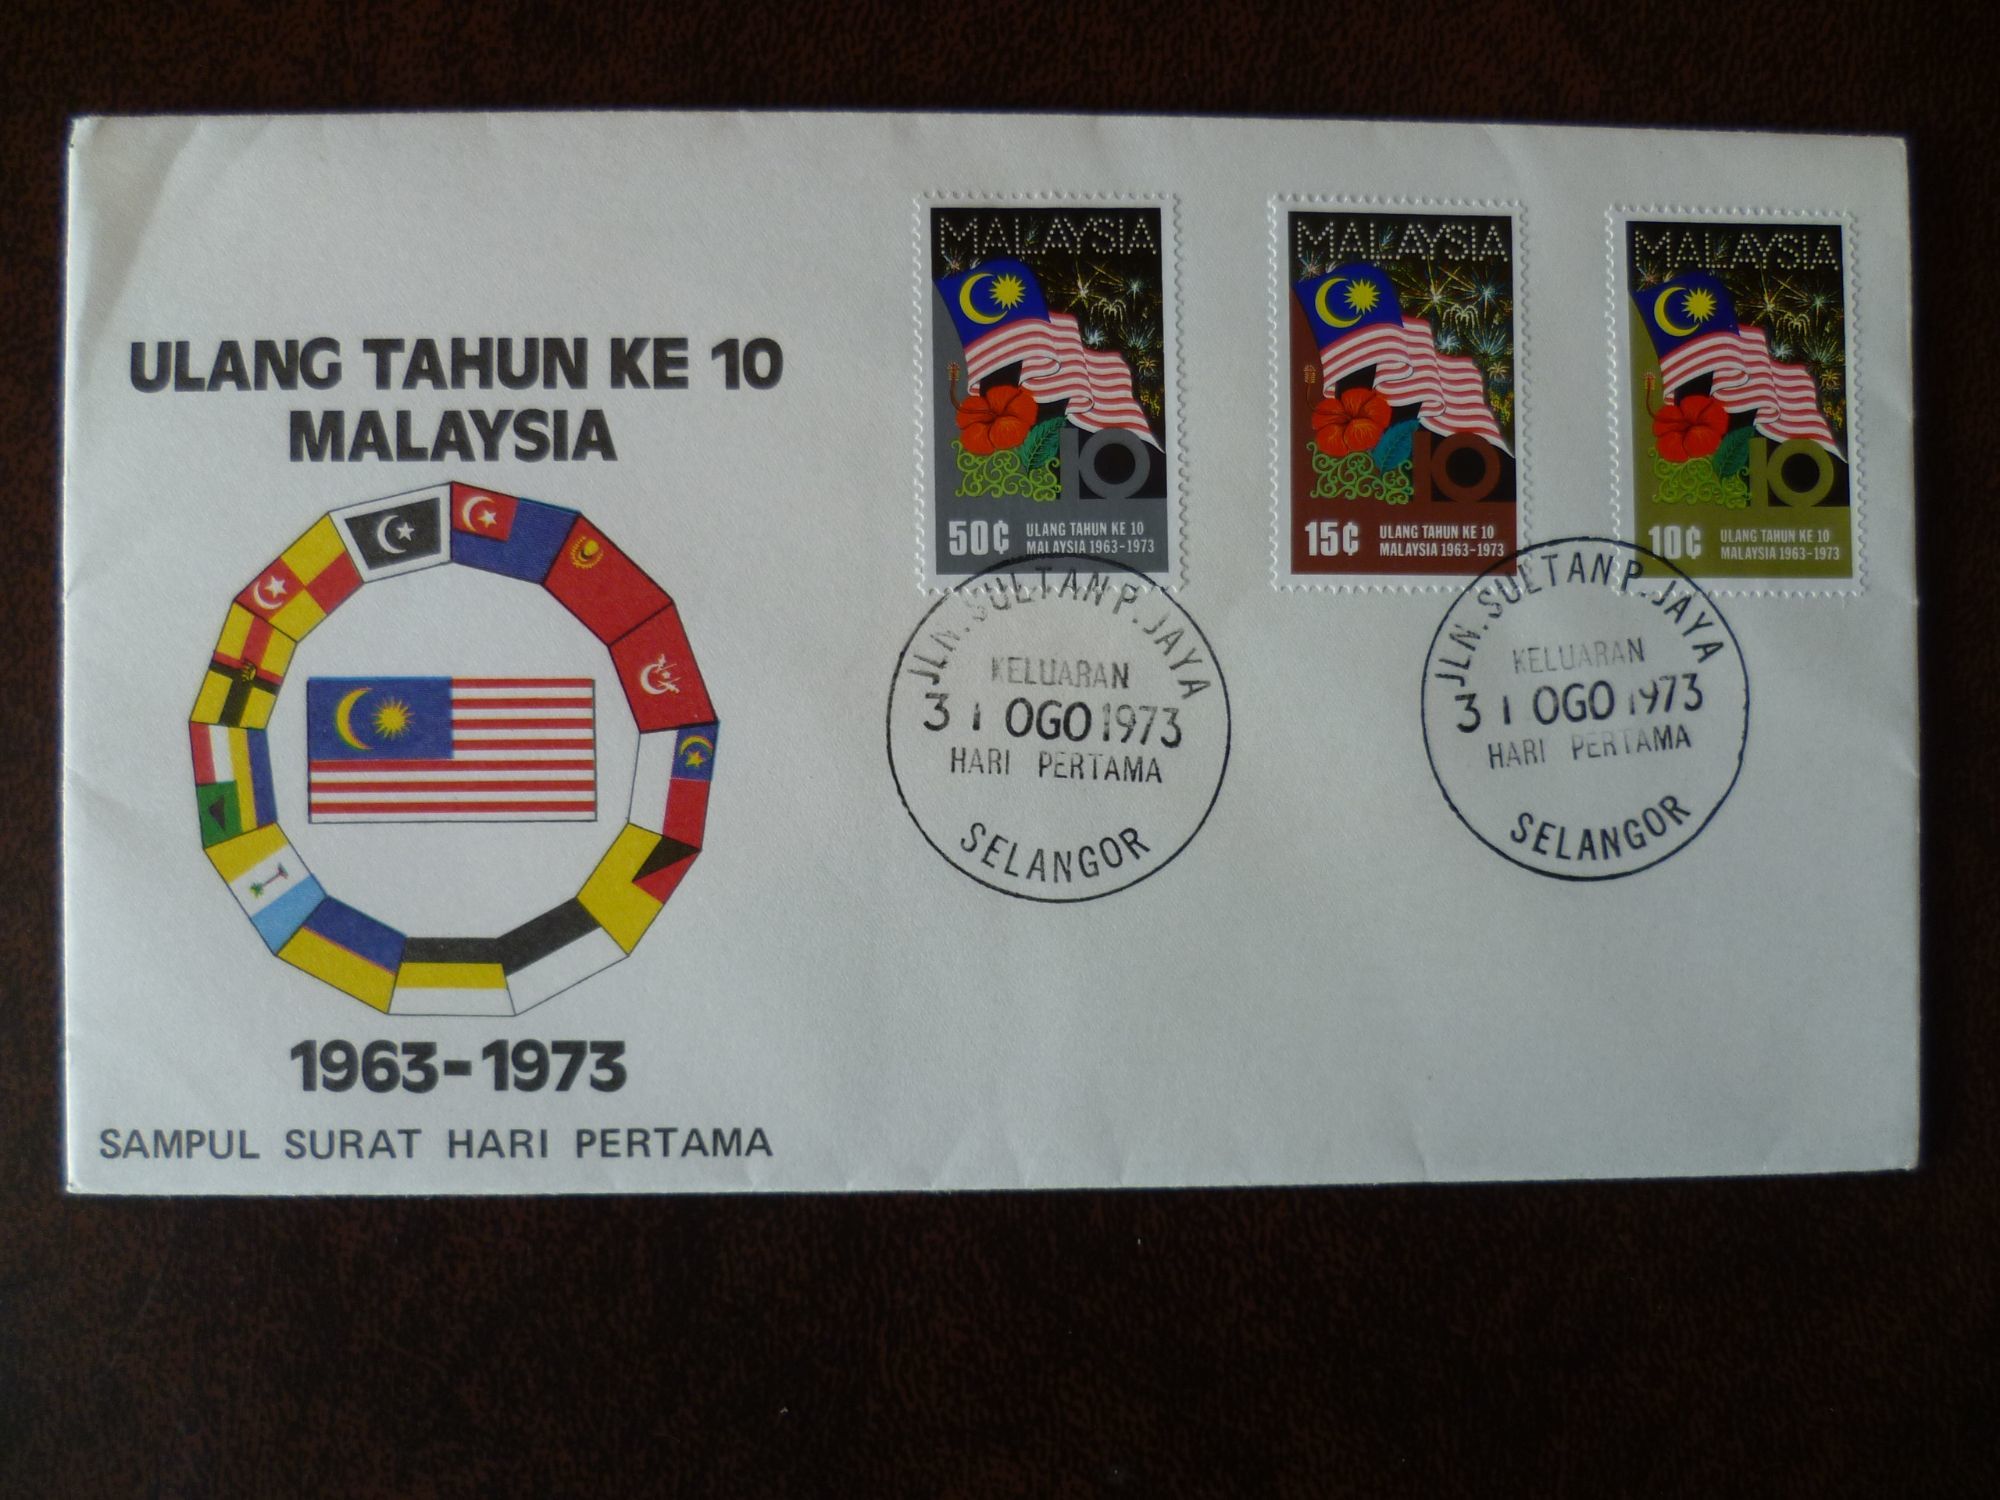 ULANG TAHUN KE 10
MALAYSIA
1963-1973
SAMPUL SURAT HARI PERTAMA
MALAYSIA
10
50¢
ULANG TAHUN KE 10
MALAYSIA 1963-1973
MALAYSIA
10
15¢
ULANG TAHUN KE 10
MALAYSIA 1963-1973
MALAYSIA
10
10¢
ULANG TAHUN KE 10
MALAYSIA 1963-1973
JLN. SULTAN P. JAYA
KELUARAN
31 OGO 1973
HARI PERTAMA
SELANGOR
JLN. SULTAN P. JAYA
KELUARAN
31 OGO 1973
HARI PERTAMA
SELANGOR